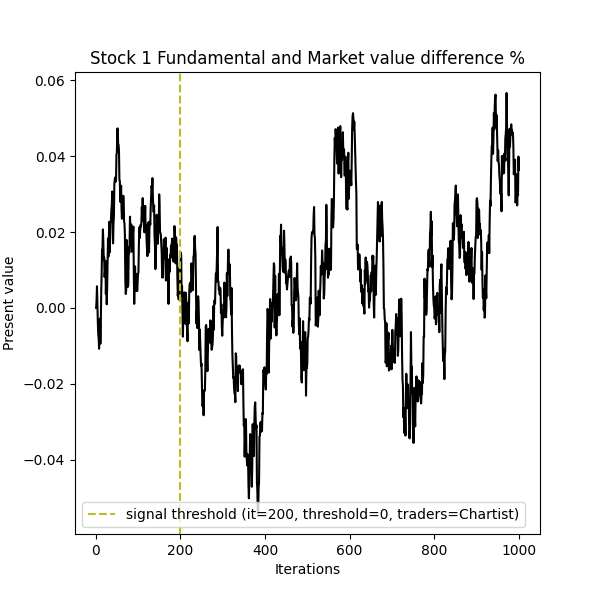 Stock 1 Fundamental and Market value difference %
0.06
0.04
0.02
0.00
−0.02
−0.04
Present value
signal threshold (it=200, threshold=0, traders=Chartist)
0 200 400 600 800 1000
Iterations